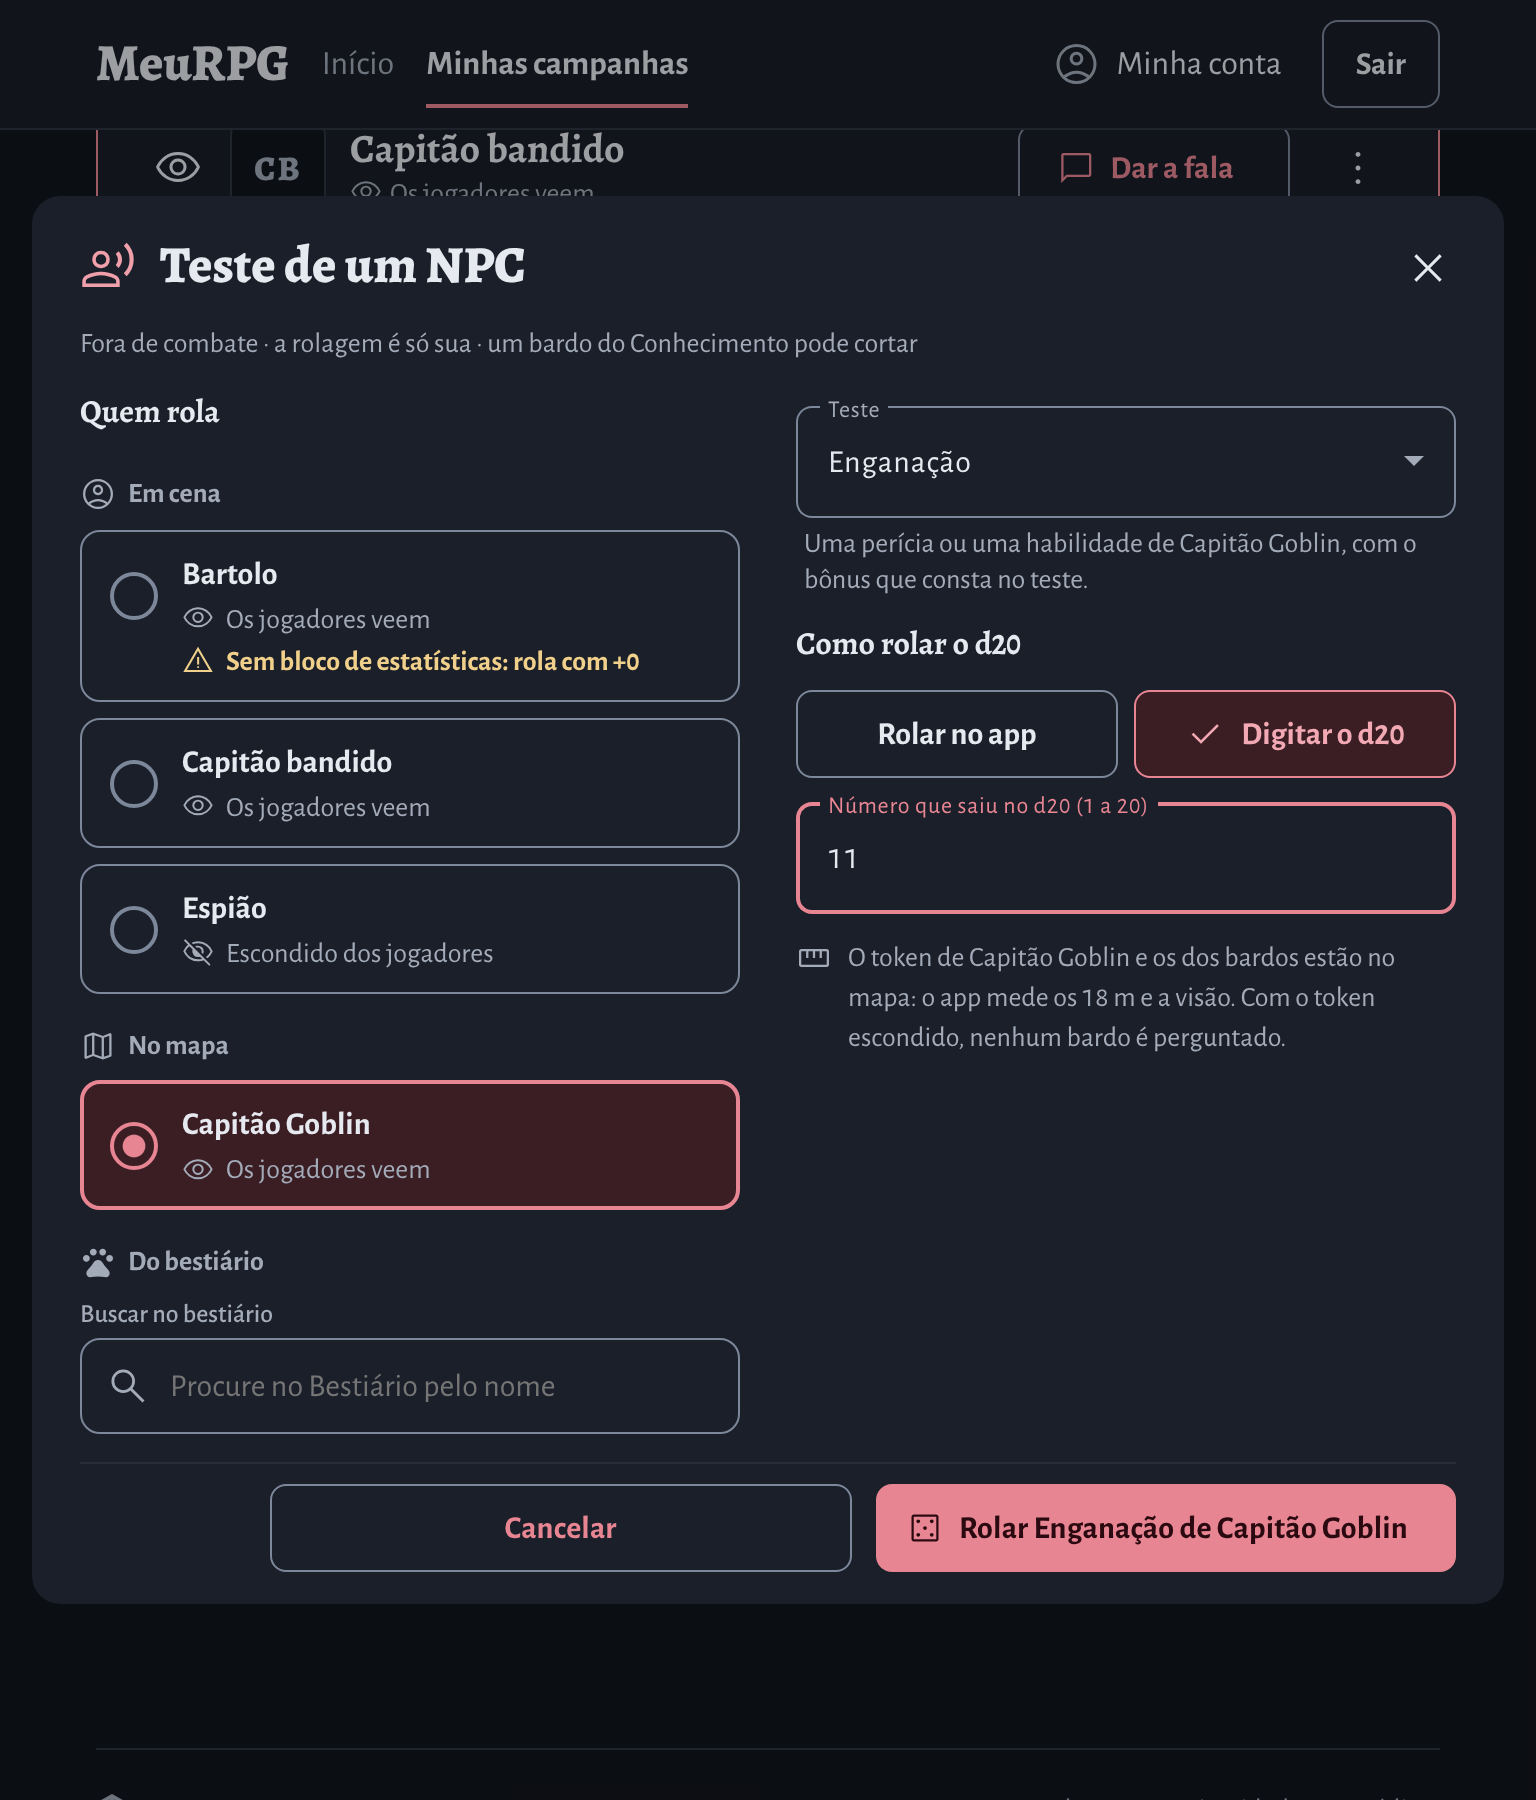 MeuRPG
Início
Minhas campanhas
Minha conta
Sair
CB
Capitão bandido
Os jogadores veem
Dar a fala
Teste de um NPC
Fora de combate · a rolagem é só sua · um bardo do Conhecimento pode cortar
Quem rola
Em cena
Bartolo
Os jogadores veem
Sem bloco de estatísticas: rola com +0
Capitão bandido
Os jogadores veem
Espião
Escondido dos jogadores
No mapa
Capitão Goblin
Os jogadores veem
Do bestiário
Buscar no bestiário
Procure no Bestiário pelo nome
Teste
Enganação
Uma perícia ou uma habilidade de Capitão Goblin, com o
bônus que consta no teste.
Como rolar o d20
Rolar no app
Digitar o d20
Número que saiu no d20 (1 a 20)
11
O token de Capitão Goblin e os dos bardos estão no
mapa: o app mede os 18 m e a visão. Com o token
escondido, nenhum bardo é perguntado.
Cancelar
Rolar Enganação de Capitão Goblin